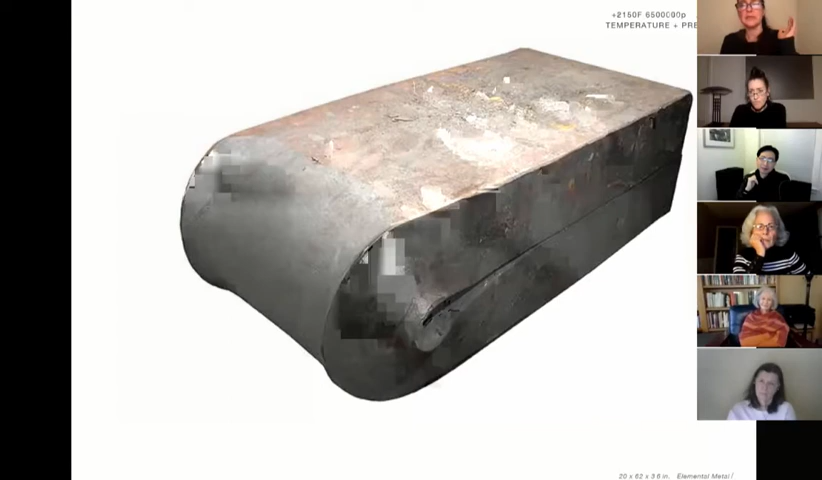 +2150F 6500000p
TEMPERATURE + PRE
20 x 62 x 36 in. Elemental Metal /